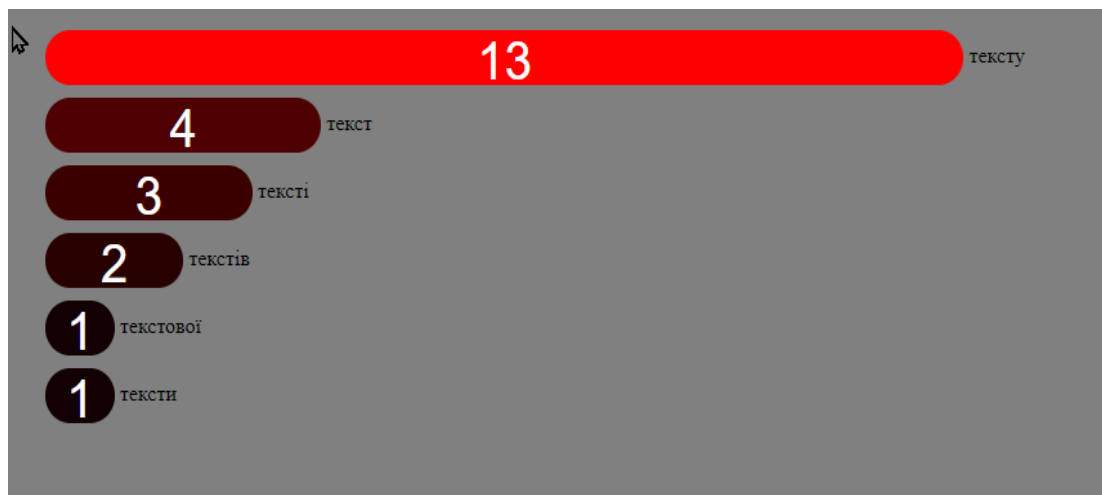 13 тексту
4 текст
3 тексті
2 текстів
1 текстової
1 тексти